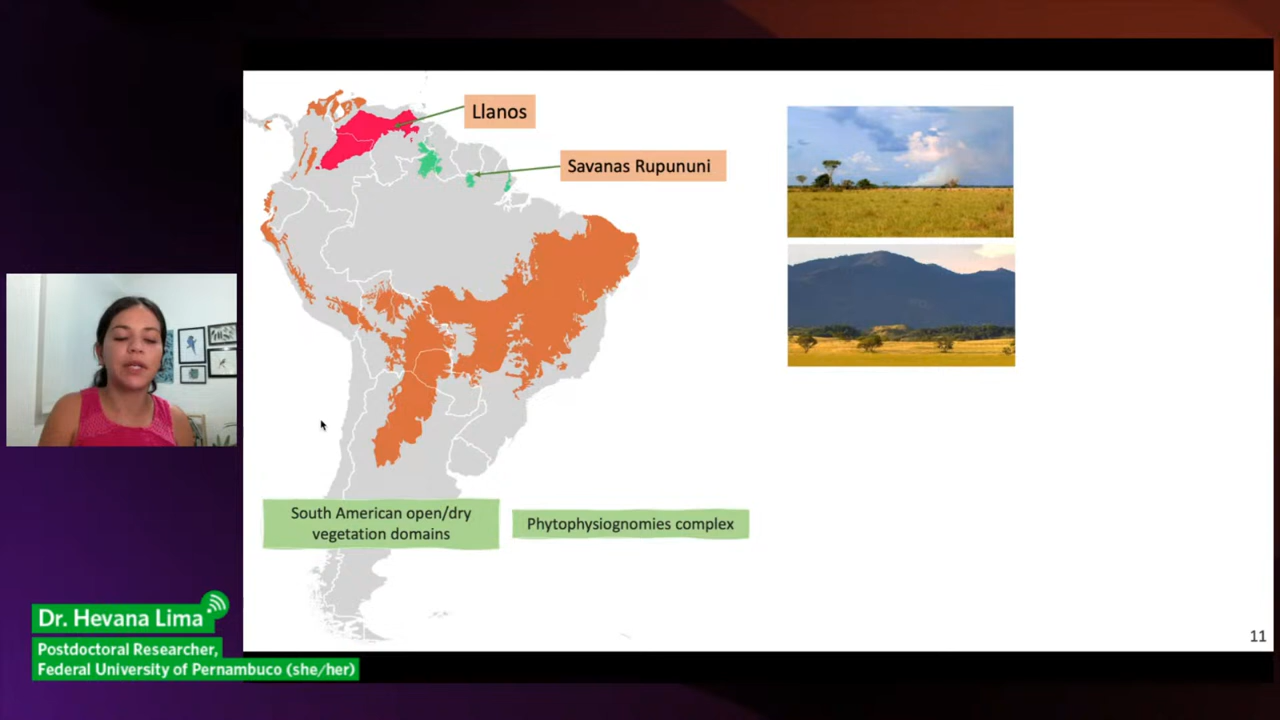 Llanos
Savanas Rupununi
South American open/dry
vegetation domains
Phytophysiognomies complex
11
Dr. Hevana Lima
Postdoctoral Researcher,
Federal University of Pernambuco (she/her)